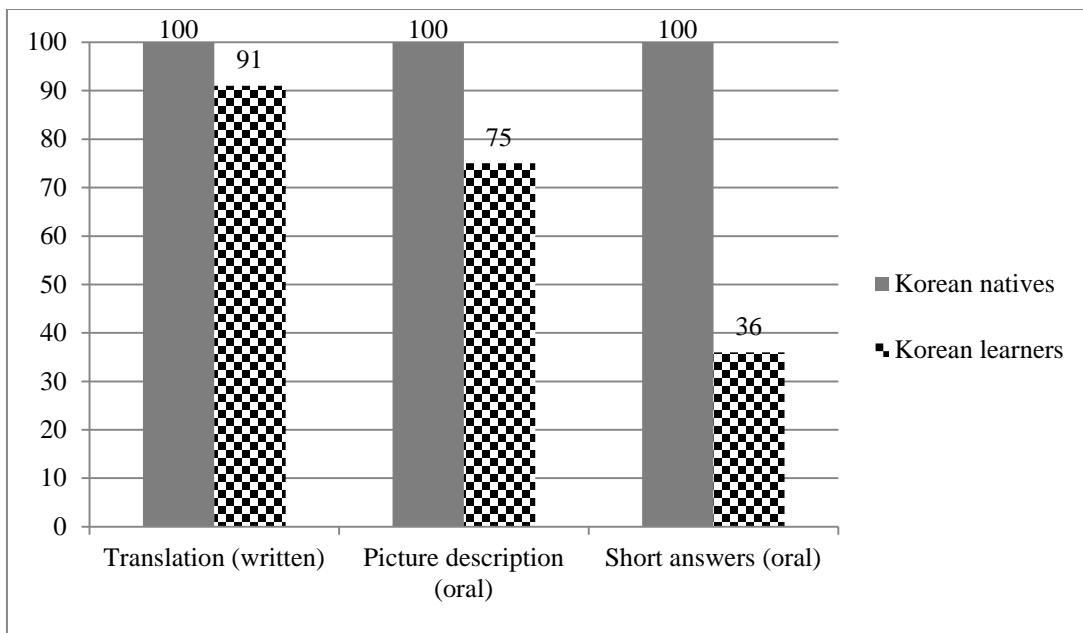 100 100 100
100
91
90
80
75
70
60
50
Korean natives
40
36
Korean learners
30
20
10
0
Translation (written) Picture description Short answers (oral)
(oral)